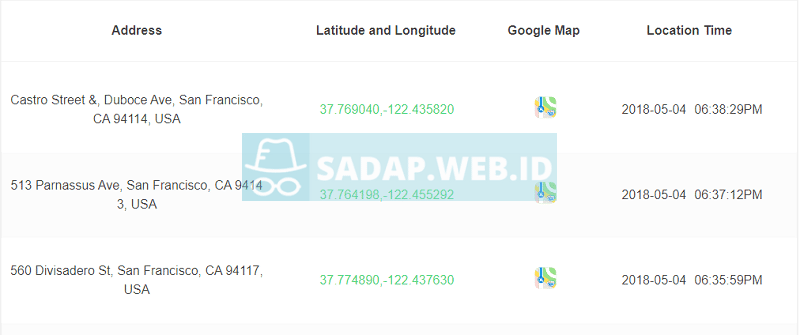 Address Latitude and Longitude Google Map Location Time
Castro Street &, Duboce Ave, San Francisco,
CA 94114, USA
37.769040,-122.435820
2018-05-04 06:38:29PM
SADAP.WEB.ID
513 Parnassus Ave, San Francisco, CA 9414
3, USA
37.764198,-122.455292
2018-05-04 06:37:12PM
560 Divisadero St, San Francisco, CA 94117,
USA
37.774890,-122.437630
2018-05-04 06:35:59PM